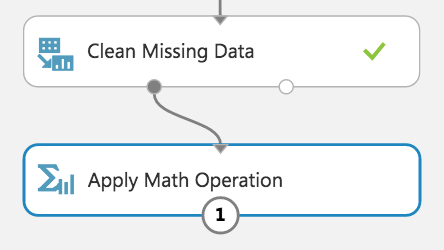 Clean Missing Data
Apply Math Operation
1